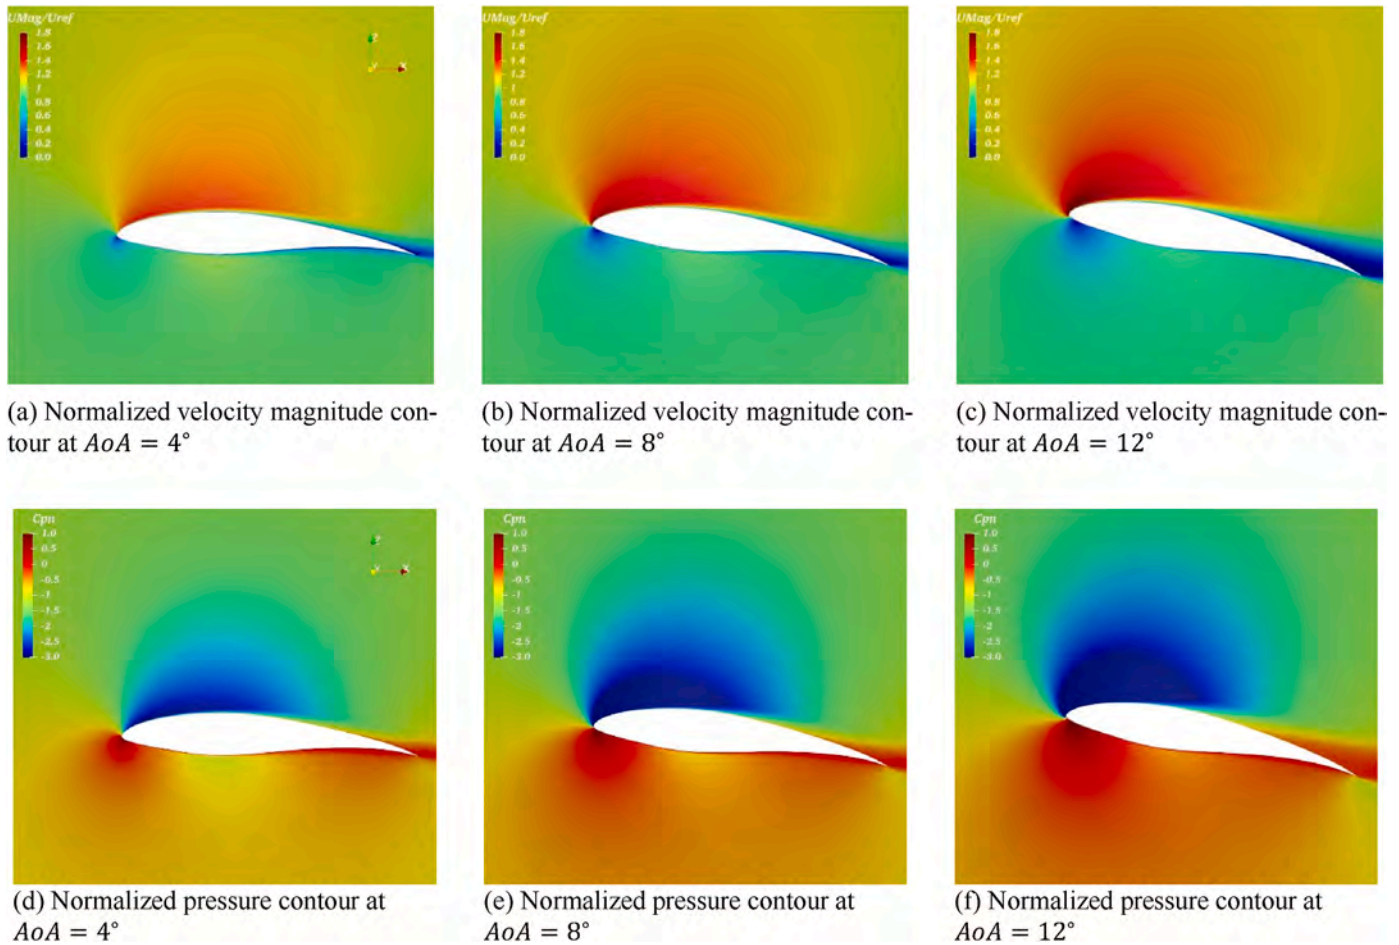 UMag/Uref
1.8
1.6
1.4
1.2
1
0.8
0.6
0.4
0.2
0.0
Z
Y
X
UMag/Uref
1.8
1.6
1.4
1.2
1
0.8
0.6
0.4
0.2
0.0
UMag/Uref
1.8
1.6
1.4
1.2
1
0.8
0.6
0.4
0.2
0.0
(a) Normalized velocity magnitude con-
tour at AoA = 4°
(b) Normalized velocity magnitude con-
tour at AoA = 8°
(c) Normalized velocity magnitude con-
tour at AoA = 12°
Cpn
1.0
0.5
0
-0.5
-1
-1.5
-2
-2.5
-3.0
Z
Y
X
Cpn
1.0
0.5
0
-0.5
-1
-1.5
-2
-2.5
-3.0
Cpn
1.0
0.5
0
-0.5
-1
-1.5
-2
-2.5
-3.0
(d) Normalized pressure contour at
AoA = 4°
(e) Normalized pressure contour at
AoA = 8°
(f) Normalized pressure contour at
AoA = 12°